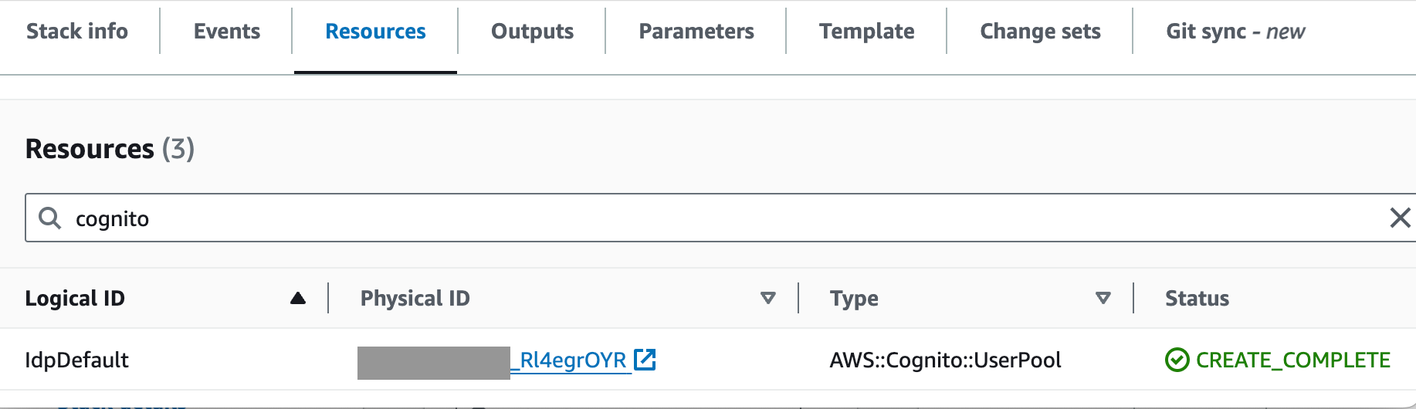 Stack info Events Resources Outputs Parameters Template Change sets Git sync - new
Resources (3)
cognito
Logical ID Physical ID Type Status
IdpDefault _Rl4egrOYR AWS::Cognito::UserPool CREATE_COMPLETE